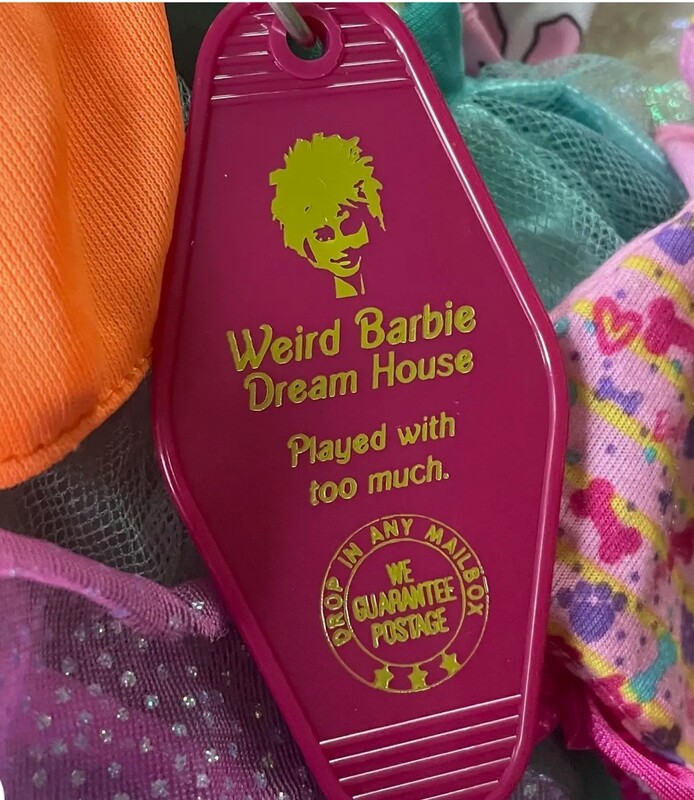 Weird Barbie
Dream House
Played with
too much.
DROP IN ANY MAILBOX
WE
GUARANTEE
POSTAGE